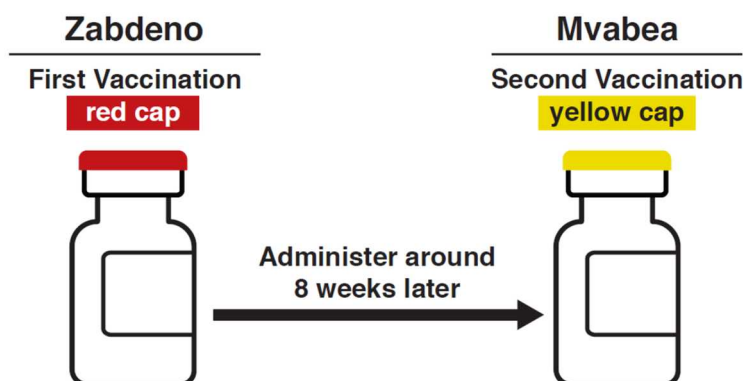 Zabdeno
First Vaccination
red cap
Mvabea
Second Vaccination
yellow cap
Administer around
8 weeks later